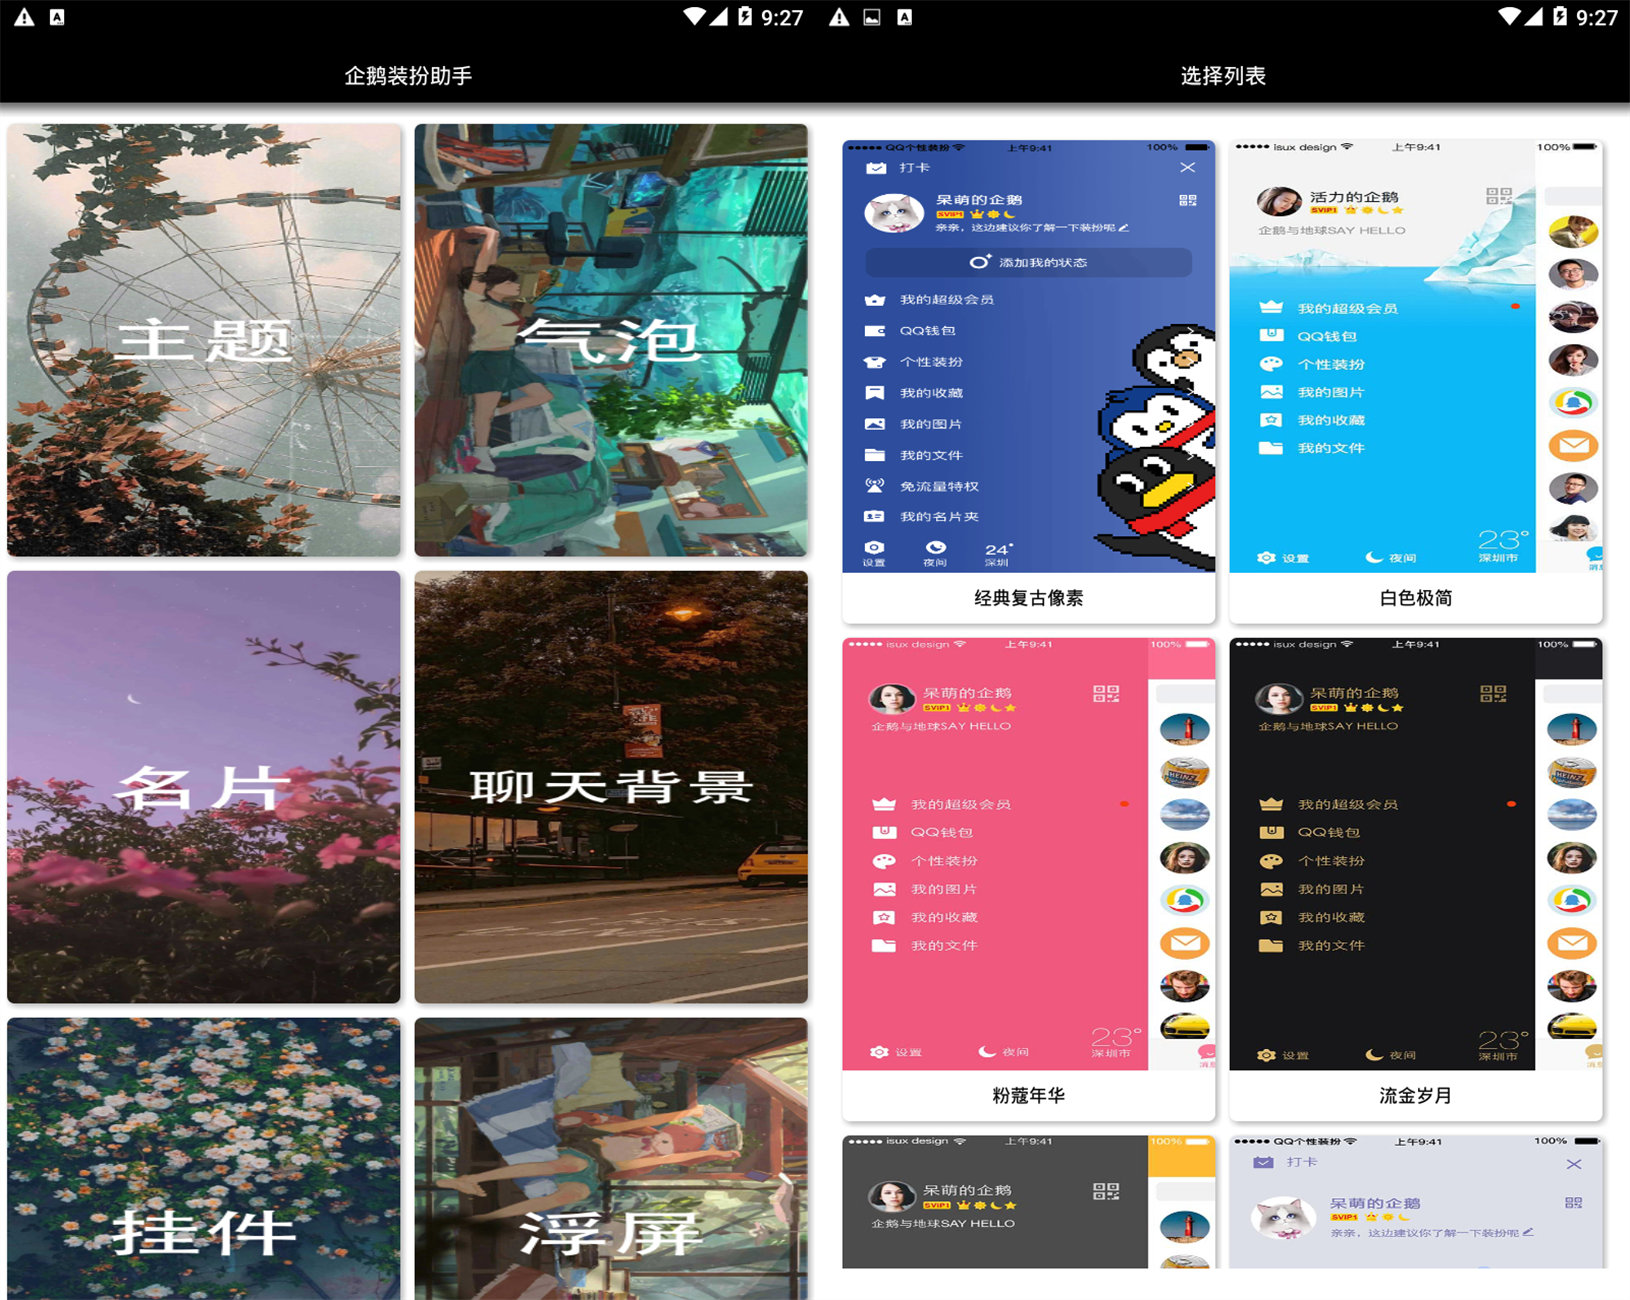 9:27
企鹅装扮助手
主题
气泡
名片
聊天背景
挂件
浮屏
9:27
选择列表
QQ个性装扮 上午9:41 100%
打卡
呆萌的企鹅
SVIP1
亲亲，这边建议你了解一下装扮呢
添加我的状态
我的超级会员
QQ钱包
个性装扮
我的收藏
我的图片
我的文件
免流量特权
我的名片夹
24°
设置 夜间 深圳
经典复古像素
isux design 上午9:41 100%
活力的企鹅
SVIP1
企鹅与地球SAY HELLO
我的超级会员
QQ钱包
个性装扮
我的图片
我的收藏
我的文件
23°
设置 夜间 深圳市
白色极简
isux design 上午9:41 100%
呆萌的企鹅
SVIP1
企鹅与地球SAY HELLO
HEINZ
我的超级会员
QQ钱包
个性装扮
我的图片
我的收藏
我的文件
23°
设置 夜间 深圳市
粉蔻年华
isux design 上午9:41 100%
呆萌的企鹅
SVIP1
企鹅与地球SAY HELLO
HEINZ
我的超级会员
QQ钱包
个性装扮
我的图片
我的收藏
我的文件
23°
设置 夜间 深圳市
流金岁月
isux design 上午9:41 100%
呆萌的企鹅
SVIP1
企鹅与地球SAY HELLO
QQ个性装扮 上午9:41 100%
打卡
呆萌的企鹅
SVIP1
亲亲，这边建议你了解一下装扮呢